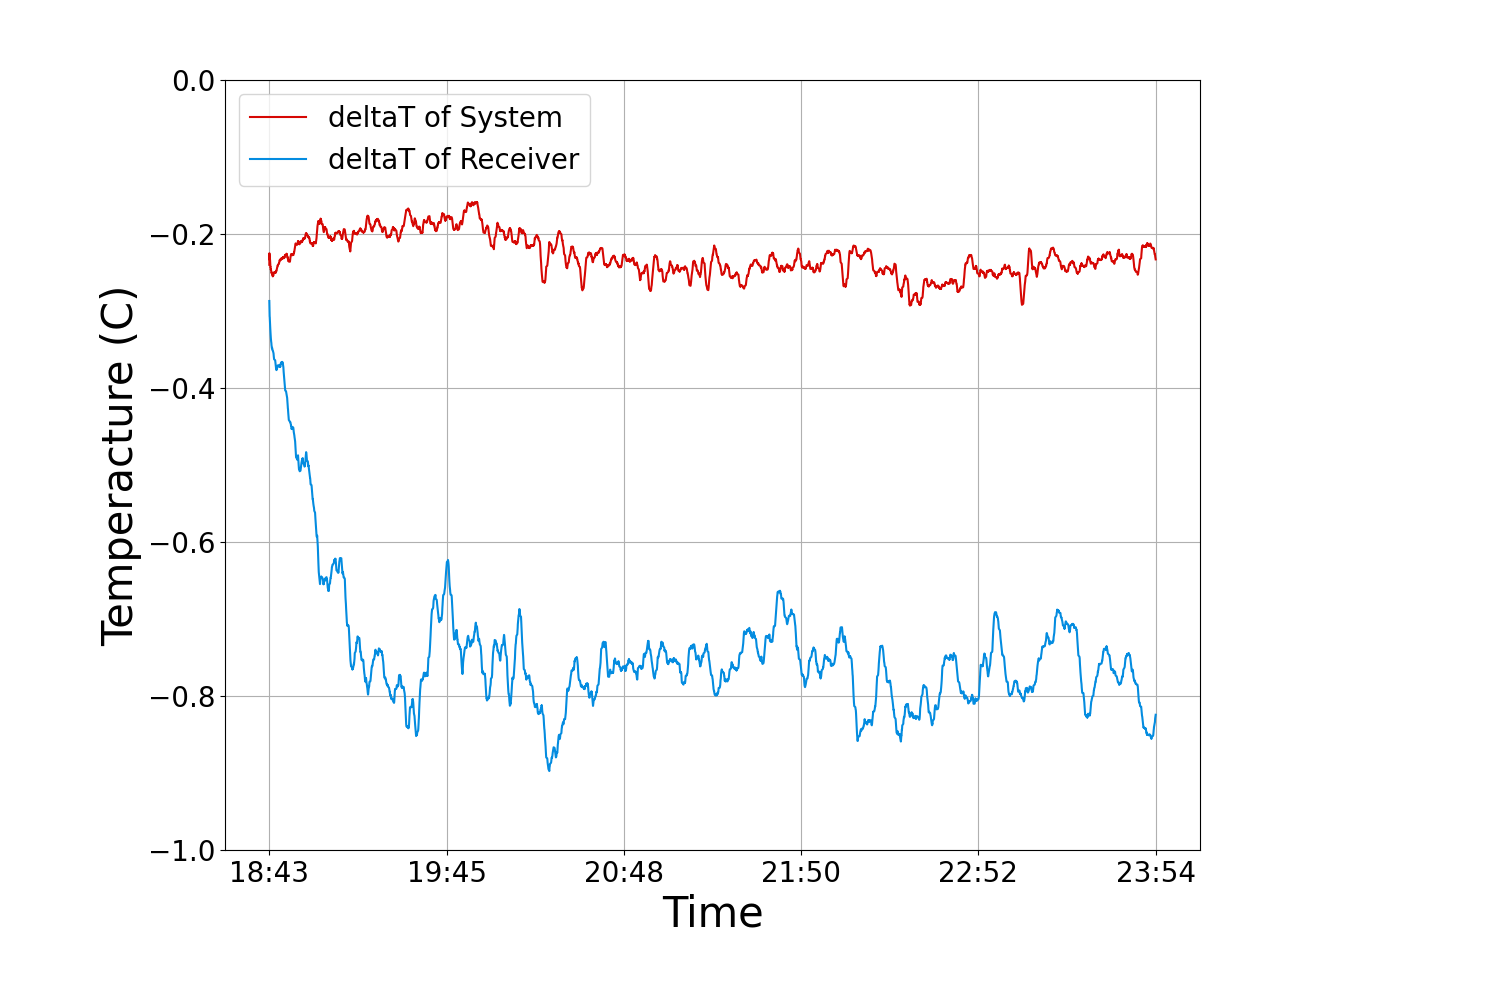 deltaT of System
deltaT of Receiver
0.0
−0.2
−0.4
−0.6
−0.8
−1.0
Temperacture (C)
18:43 19:45 20:48 21:50 22:52 23:54
Time